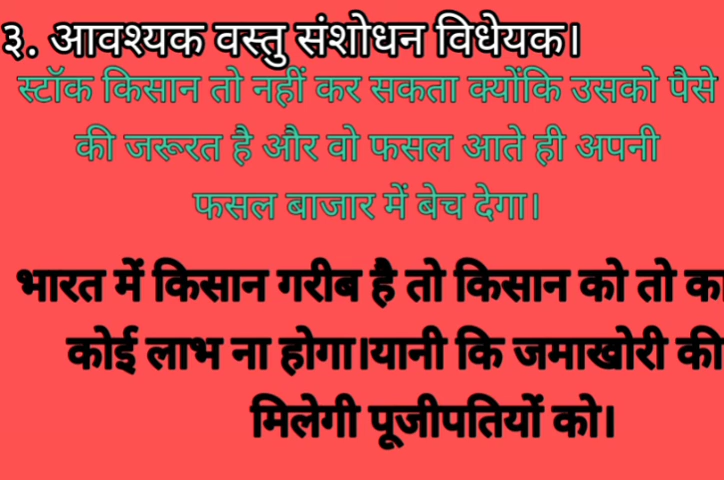 ३. आवश्यक वस्तु संशोधन विधेयक।
स्टॉक किसान तो नहीं कर सकता क्योंकि उसको पैसे
की जरूरत है और वो फसल आते ही अपनी
फसल बाजार में बेच देगा।
भारत में किसान गरीब है तो किसान को तो
कोई लाभ ना होगा।यानी कि जमाखोरी की
मिलेगी पूजीपतियों को।